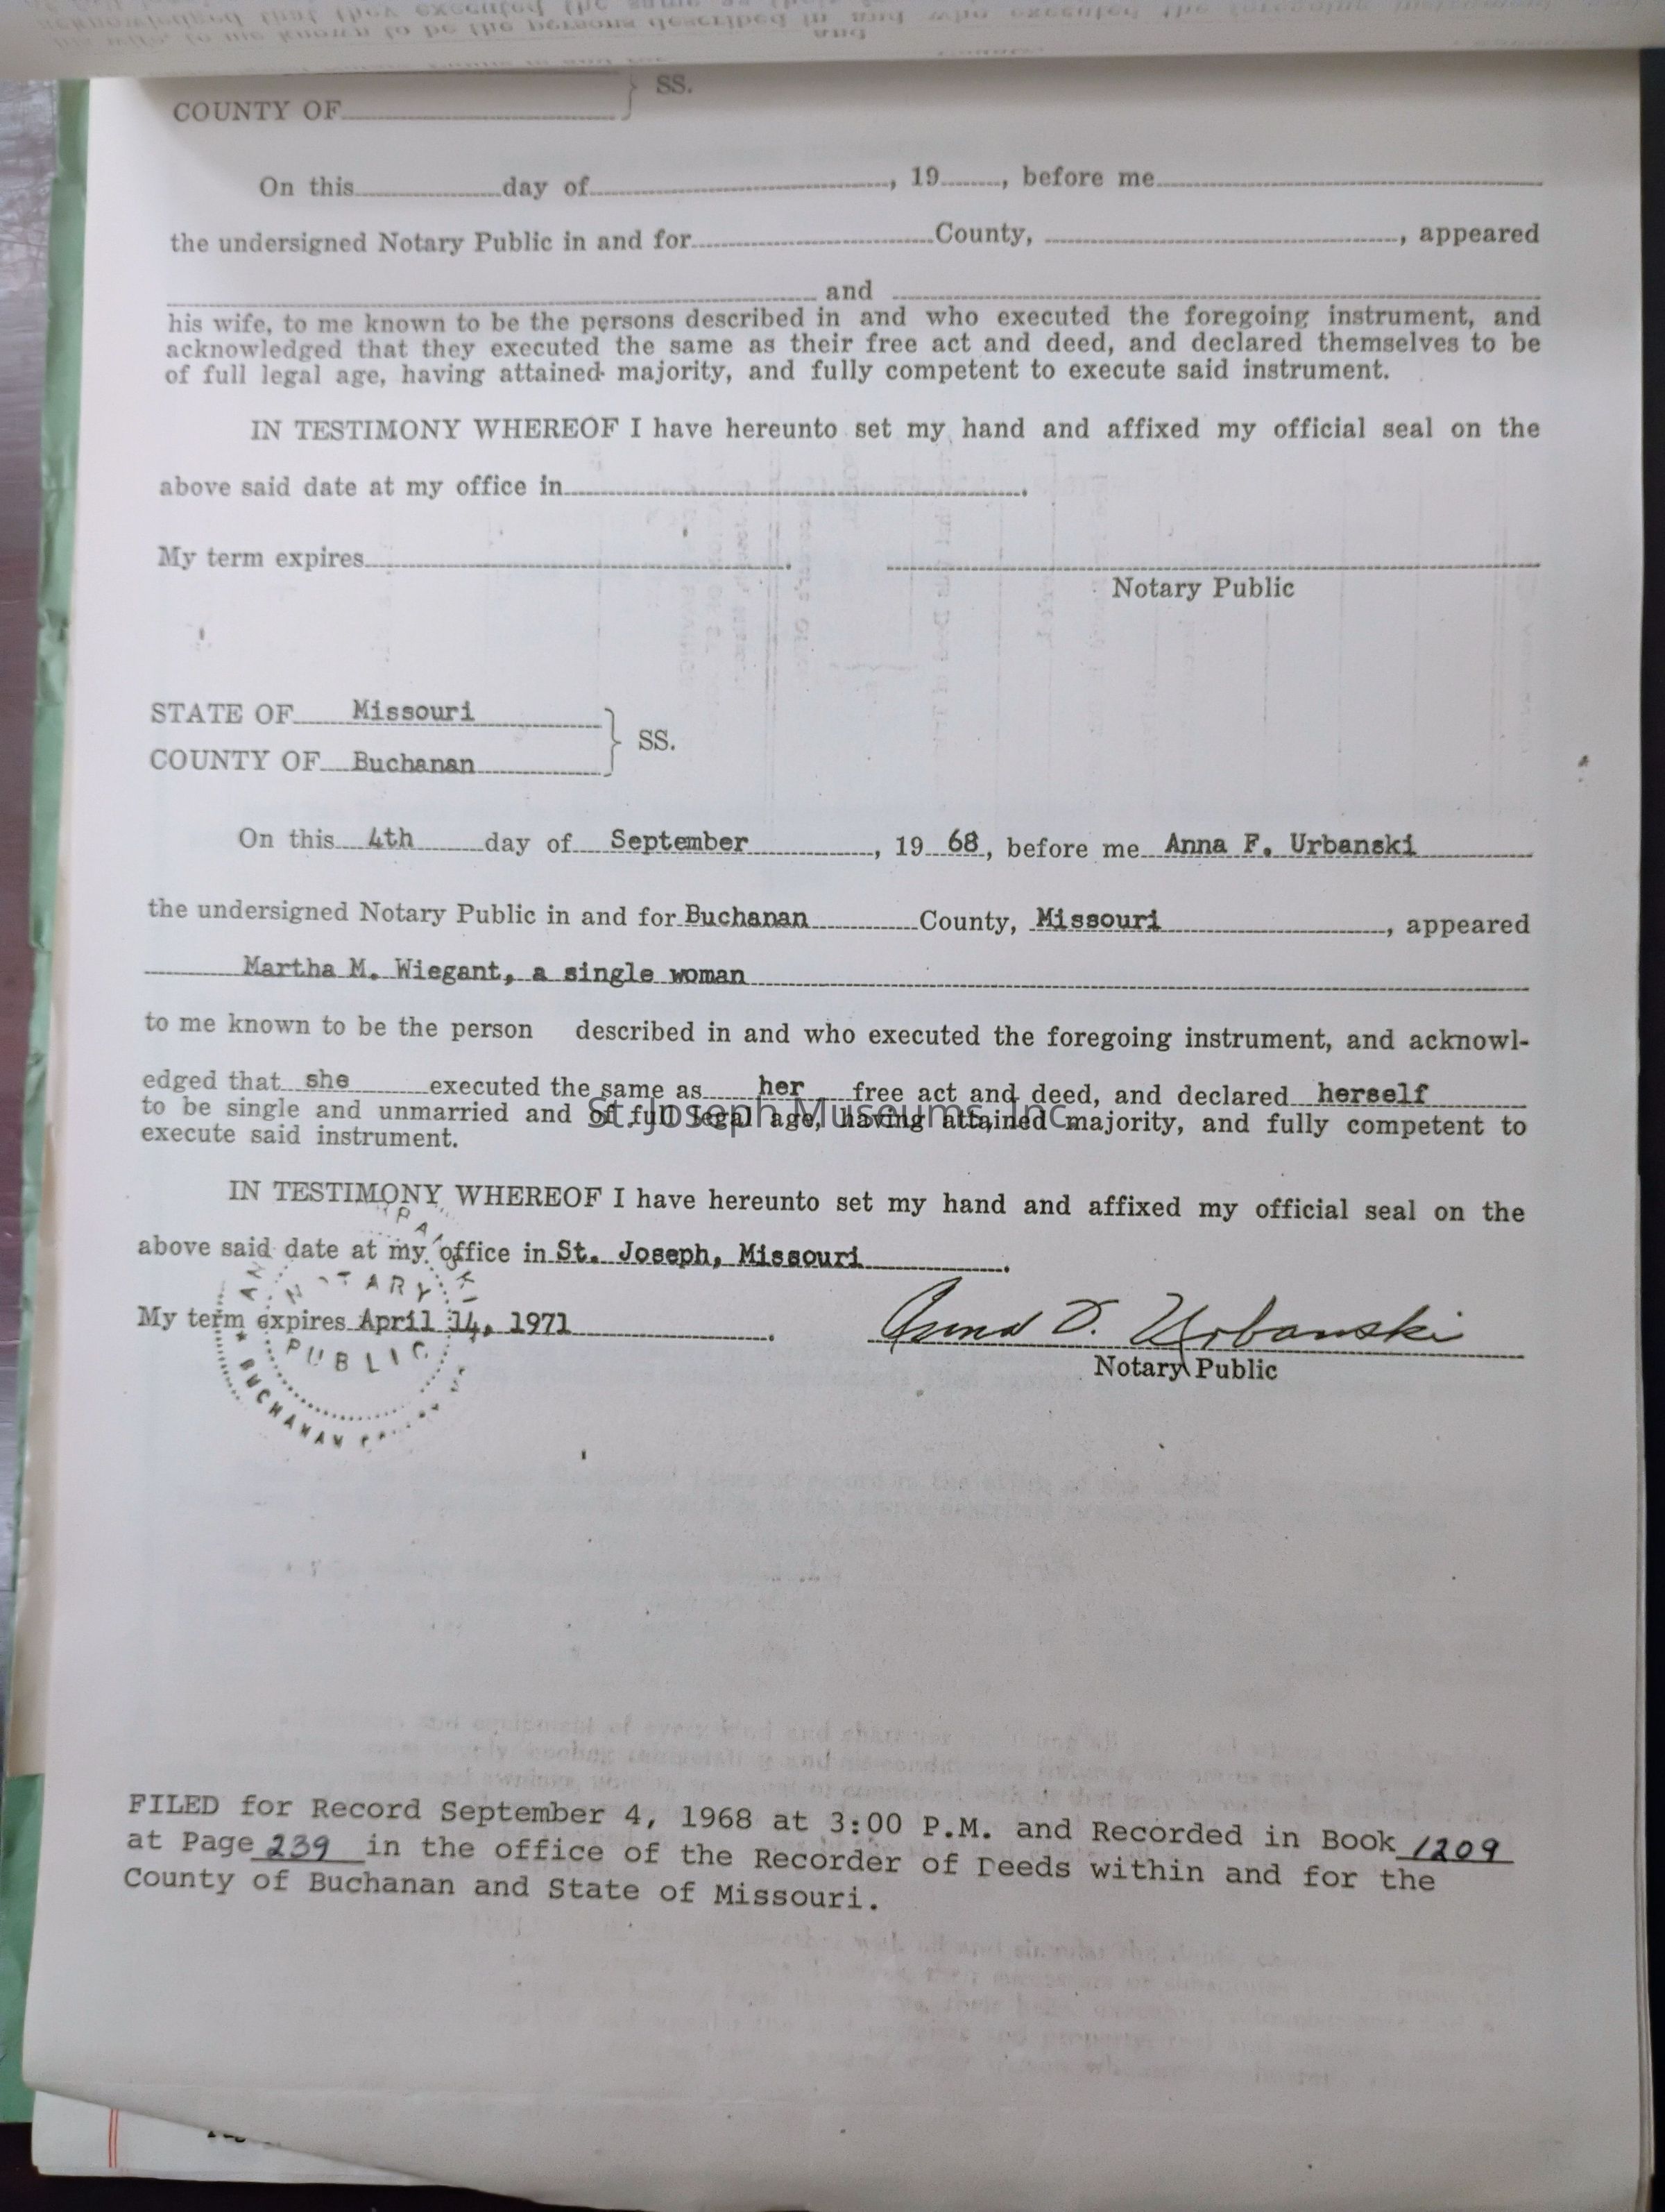 SS.
COUNTY OF
On this day of , 19 , before me
the undersigned Notary Public in and for County, , appeared
and
his wife, to me known to be the persons described in and who executed the foregoing instrument, and
acknowledged that they executed the same as their free act and deed, and declared themselves to be
of full legal age, having attained majority, and fully competent to execute said instrument.
IN TESTIMONY WHEREOF I have hereunto set my hand and affixed my official seal on the
above said date at my office in .
My term expires .
Notary Public
STATE OF Missouri
SS.
COUNTY OF Buchanan
On this 4th day of September , 19 68, before me Anna F. Urbanski
the undersigned Notary Public in and for Buchanan County, Missouri , appeared
Martha M. Wiegant, a single woman
to me known to be the person described in and who executed the foregoing instrument, and acknowl-
edged that she executed the same as her free act and deed, and declared herself
to be single and unmarried and of full legal age, having attained majority, and fully competent to
St. Joseph Museums, Inc.
execute said instrument.
IN TESTIMONY WHEREOF I have hereunto set my hand and affixed my official seal on the
above said date at my office in St. Joseph, Missouri .
My term expires April 14, 1971 .
Urbanski
Notary Public
NOTARY
PUBLIC
BUCHANAN
FILED for Record September 4, 1968 at 3:00 P.M. and Recorded in Book 1209
at Page 239 in the office of the Recorder of Deeds within and for the
County of Buchanan and State of Missouri.